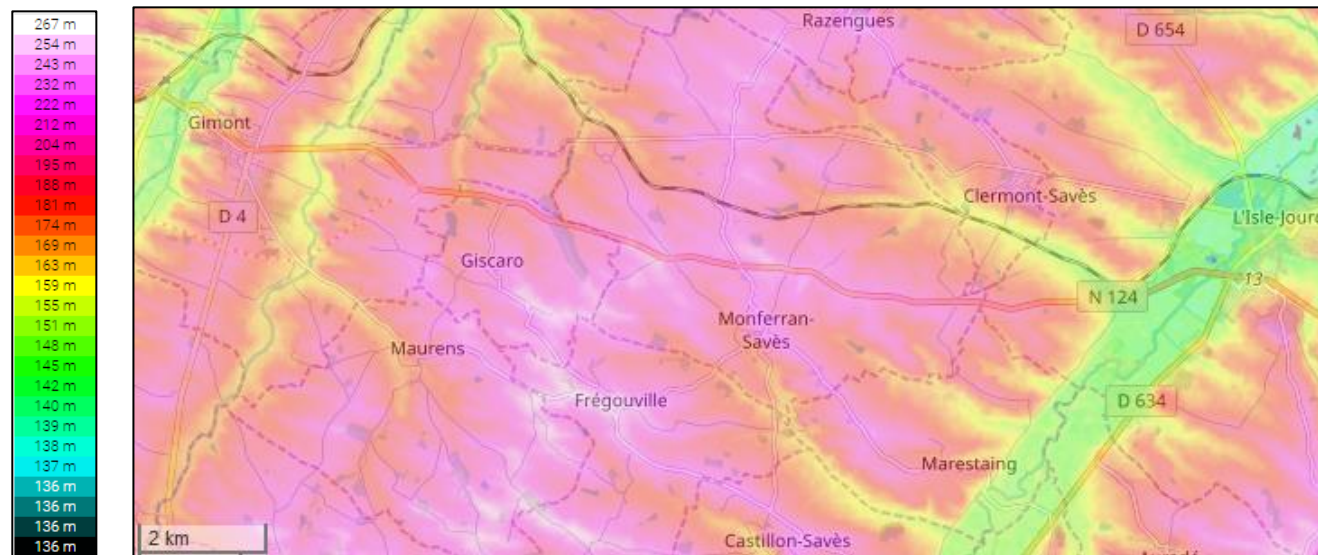 267 m
254 m
243 m
232 m
222 m
212 m
204 m
195 m
188 m
181 m
174 m
169 m
163 m
159 m
155 m
151 m
148 m
145 m
142 m
140 m
139 m
138 m
137 m
136 m
136 m
136 m
136 m
Razengues
D 654
Gimont
Clermont-Savès
D 4
L'Isle-Jourd
Giscaro
13
N 124
Monferran-
Savès
Maurens
Frégouville
D 634
Marestaing
2 km
Castillon-Savès